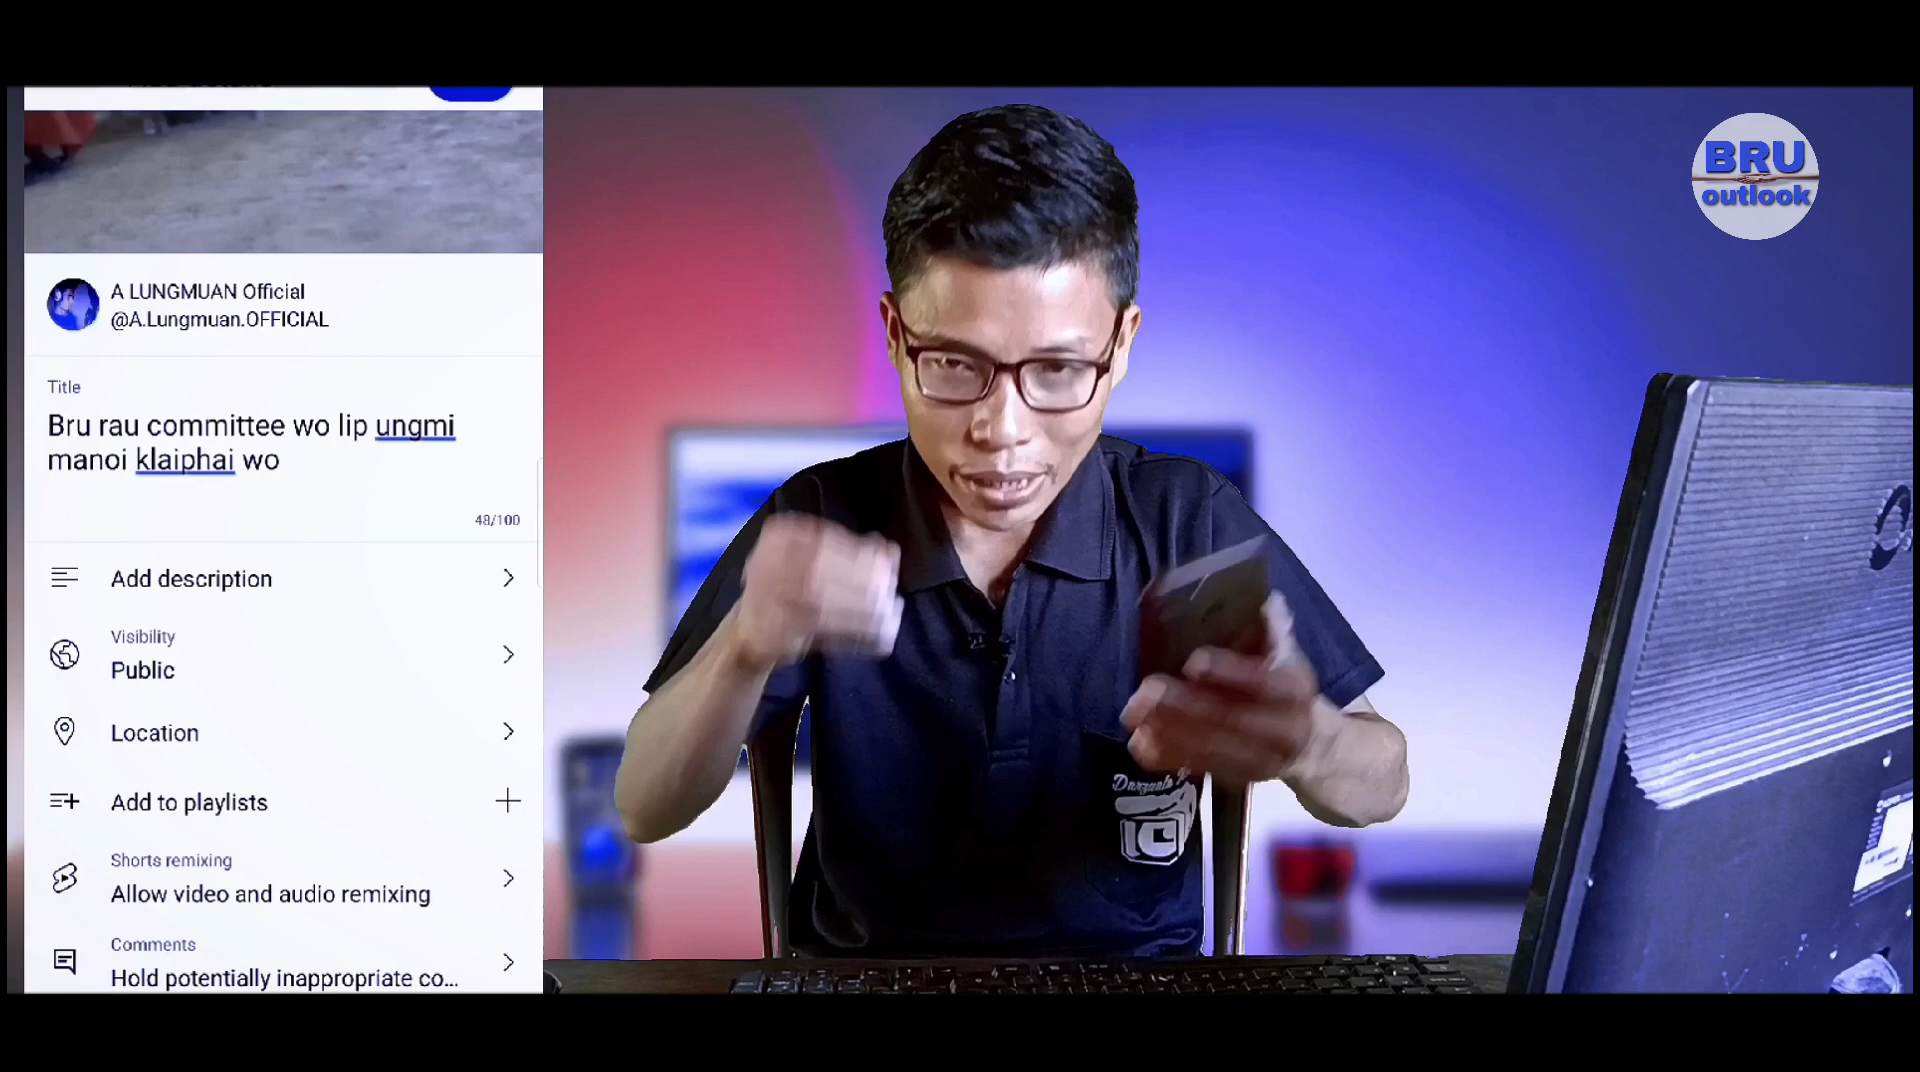 A LUNGMUAN Official
@A.Lungmuan.OFFICIAL
Title
Bru rau committee wo lip ungmi
manoi klaiphai wo
48/100
Add description
Visibility
Public
Location
Add to playlists
Shorts remixing
Allow video and audio remixing
Comments
Hold potentially inappropriate co...
BRU
outlook
IC